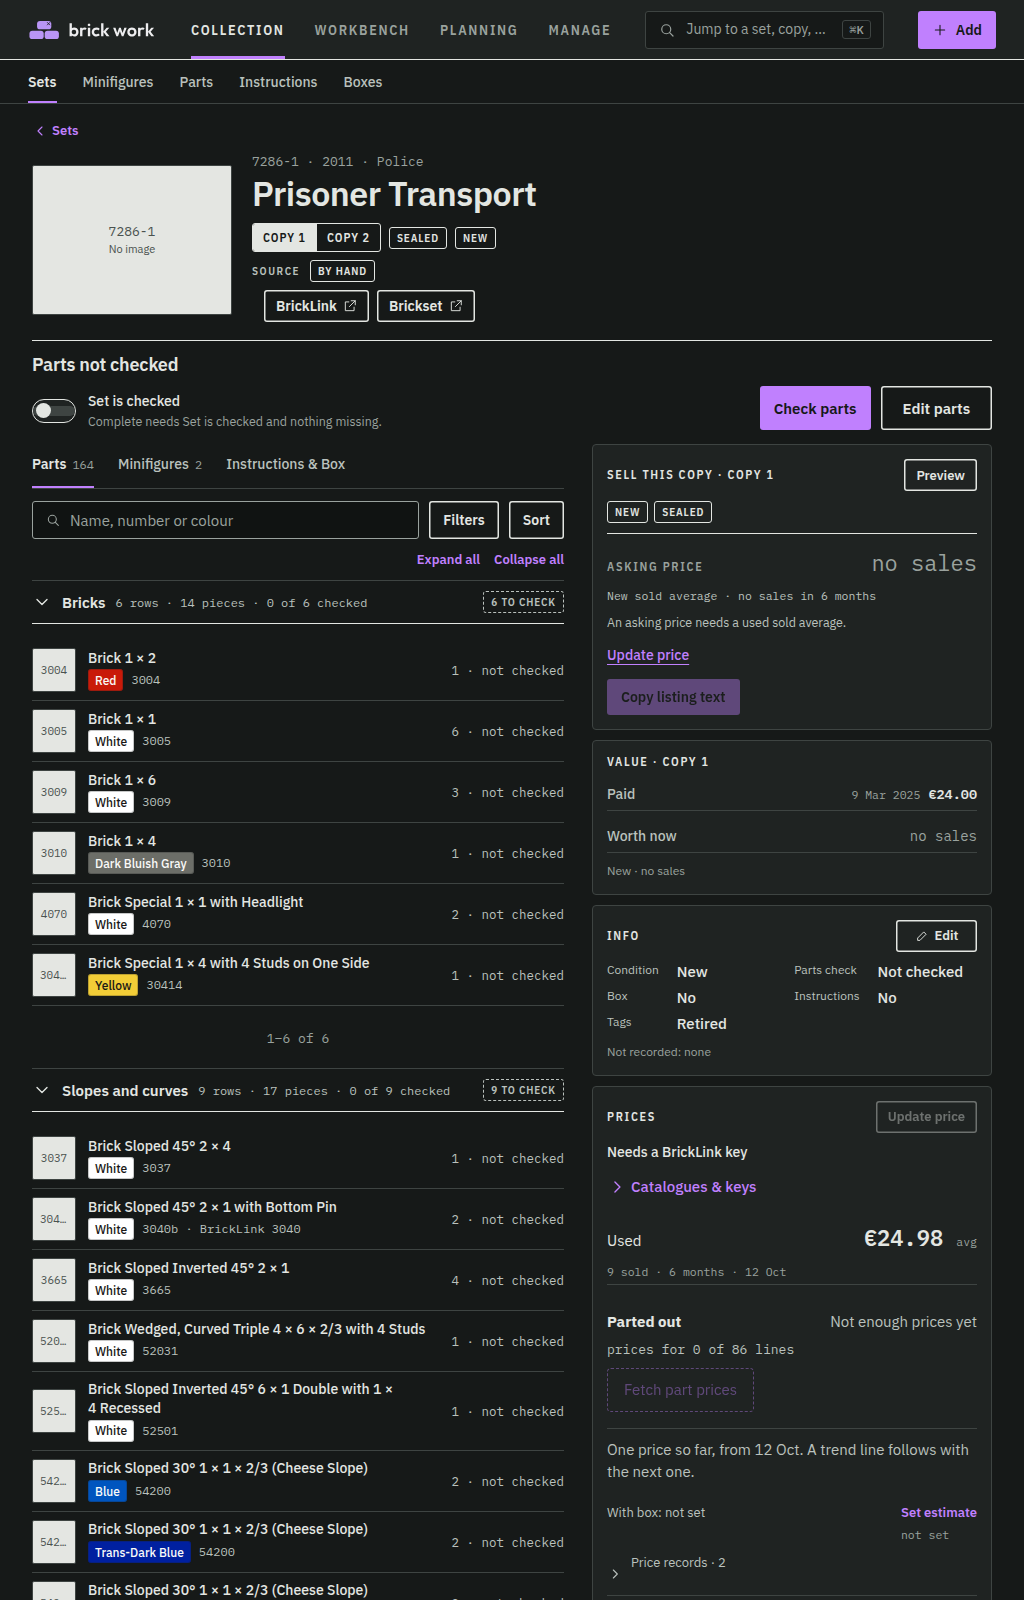 brick work
COLLECTION
WORKBENCH
PLANNING
MANAGE
Jump to a set, copy, ...
⌘K
+ Add
Sets
Minifigures
Parts
Instructions
Boxes
Sets
7286-1
No image
7286-1 · 2011 · Police
Prisoner Transport
COPY 1
COPY 2
SEALED
NEW
SOURCE
BY HAND
BrickLink
Brickset
Parts not checked
Set is checked
Complete needs Set is checked and nothing missing.
Check parts
Edit parts
Parts 164
Minifigures 2
Instructions & Box
Name, number or colour
Filters
Sort
Expand all
Collapse all
Bricks 6 rows · 14 pieces · 0 of 6 checked
6 TO CHECK
3004
Brick 1 × 2
Red 3004
1 · not checked
3005
Brick 1 × 1
White 3005
6 · not checked
3009
Brick 1 × 6
White 3009
3 · not checked
3010
Brick 1 × 4
Dark Bluish Gray 3010
1 · not checked
4070
Brick Special 1 × 1 with Headlight
White 4070
2 · not checked
304…
Brick Special 1 × 4 with 4 Studs on One Side
Yellow 30414
1 · not checked
1–6 of 6
Slopes and curves 9 rows · 17 pieces · 0 of 9 checked
9 TO CHECK
3037
Brick Sloped 45° 2 × 4
White 3037
1 · not checked
304…
Brick Sloped 45° 2 × 1 with Bottom Pin
White 3040b · BrickLink 3040
2 · not checked
3665
Brick Sloped Inverted 45° 2 × 1
White 3665
4 · not checked
520…
Brick Wedged, Curved Triple 4 × 6 × 2/3 with 4 Studs
White 52031
1 · not checked
525…
Brick Sloped Inverted 45° 6 × 1 Double with 1 ×
4 Recessed
White 52501
1 · not checked
542…
Brick Sloped 30° 1 × 1 × 2/3 (Cheese Slope)
Blue 54200
2 · not checked
542…
Brick Sloped 30° 1 × 1 × 2/3 (Cheese Slope)
Trans-Dark Blue 54200
2 · not checked
Brick Sloped 30° 1 × 1 × 2/3 (Cheese Slope)
SELL THIS COPY · COPY 1
Preview
NEW
SEALED
ASKING PRICE
no sales
New sold average · no sales in 6 months
An asking price needs a used sold average.
Update price
Copy listing text
VALUE · COPY 1
Paid
9 Mar 2025 €24.00
Worth now
no sales
New · no sales
INFO
Edit
Condition New
Parts check Not checked
Box No
Instructions No
Tags Retired
Not recorded: none
PRICES
Update price
Needs a BrickLink key
Catalogues & keys
Used
€24.98 avg
9 sold · 6 months · 12 Oct
Parted out
Not enough prices yet
prices for 0 of 86 lines
Fetch part prices
One price so far, from 12 Oct. A trend line follows with
the next one.
With box: not set
Set estimate
not set
Price records · 2